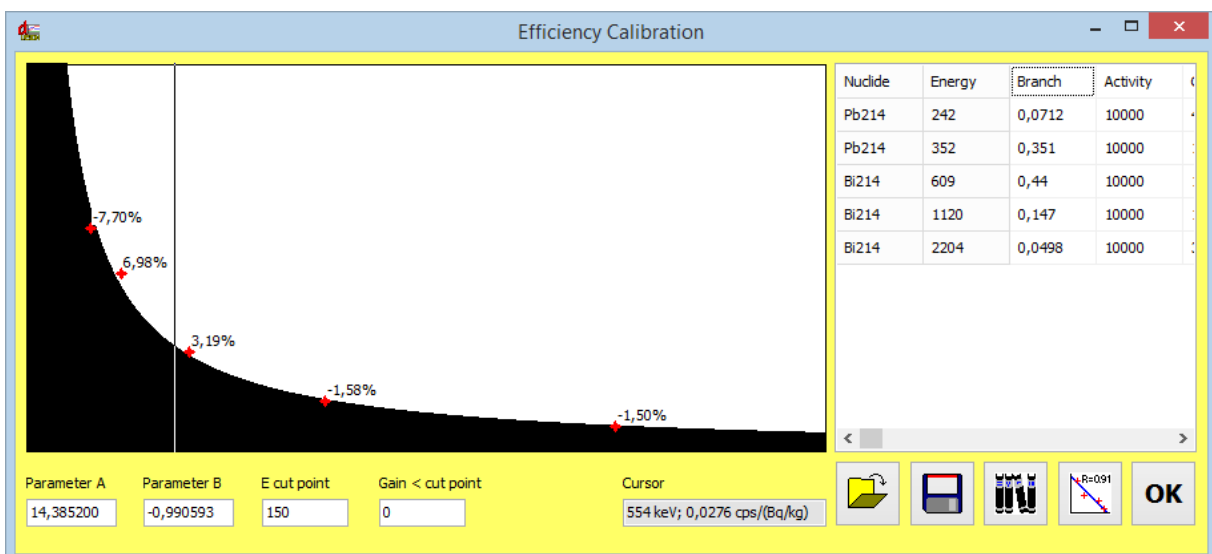 Efficiency Calibration
-7,70%
6,98%
3,19%
-1,58%
-1,50%
Nuclide Energy Branch Activity
Pb214 242 0,0712 10000
Pb214 352 0,351 10000
Bi214 609 0,44 10000
Bi214 1120 0,147 10000
Bi214 2204 0,0498 10000
Parameter A Parameter B E cut point Gain < cut point Cursor
14,385200 -0,990593 150 0 554 keV; 0,0276 cps/(Bq/kg)
R=0.91
OK